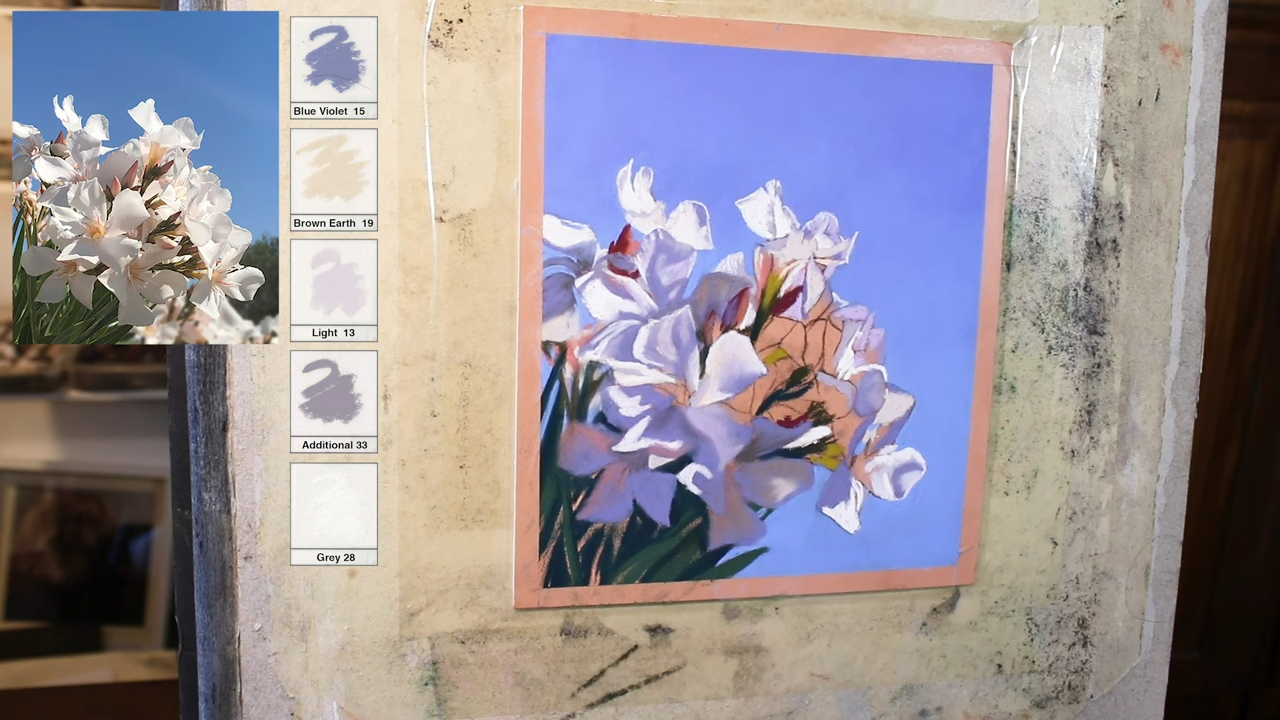 Blue Violet 15
Brown Earth 19
Light 13
Additional 33
Grey 28